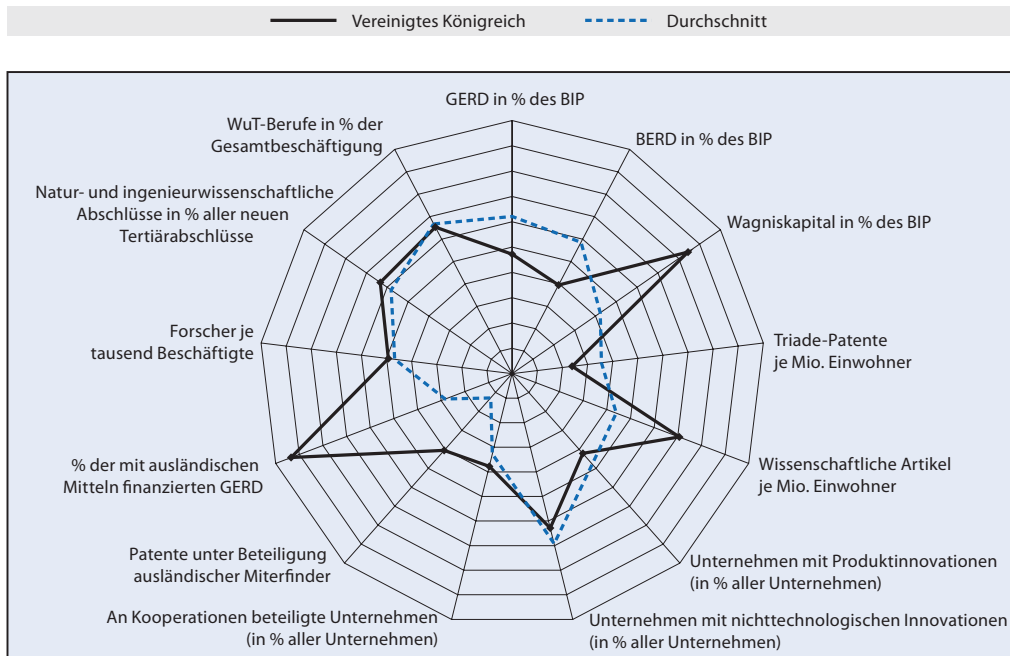 Vereinigtes Königreich
Durchschnitt
GERD in % des BIP
BERD in % des BIP
Wagniskapital in % des BIP
Triade-Patente
je Mio. Einwohner
Wissenschaftliche Artikel
je Mio. Einwohner
Unternehmen mit Produktinnovationen
(in % aller Unternehmen)
Unternehmen mit nichttechnologischen Innovationen
(in % aller Unternehmen)
An Kooperationen beteiligte Unternehmen
(in % aller Unternehmen)
Patente unter Beteiligung
ausländischer Miterfinder
% der mit ausländischen
Mitteln finanzierten GERD
Forscher je
tausend Beschäftigte
Natur- und ingenieurwissenschaftliche
Abschlüsse in % aller neuen
Tertiärabschlüsse
WuT-Berufe in % der
Gesamtbeschäftigung